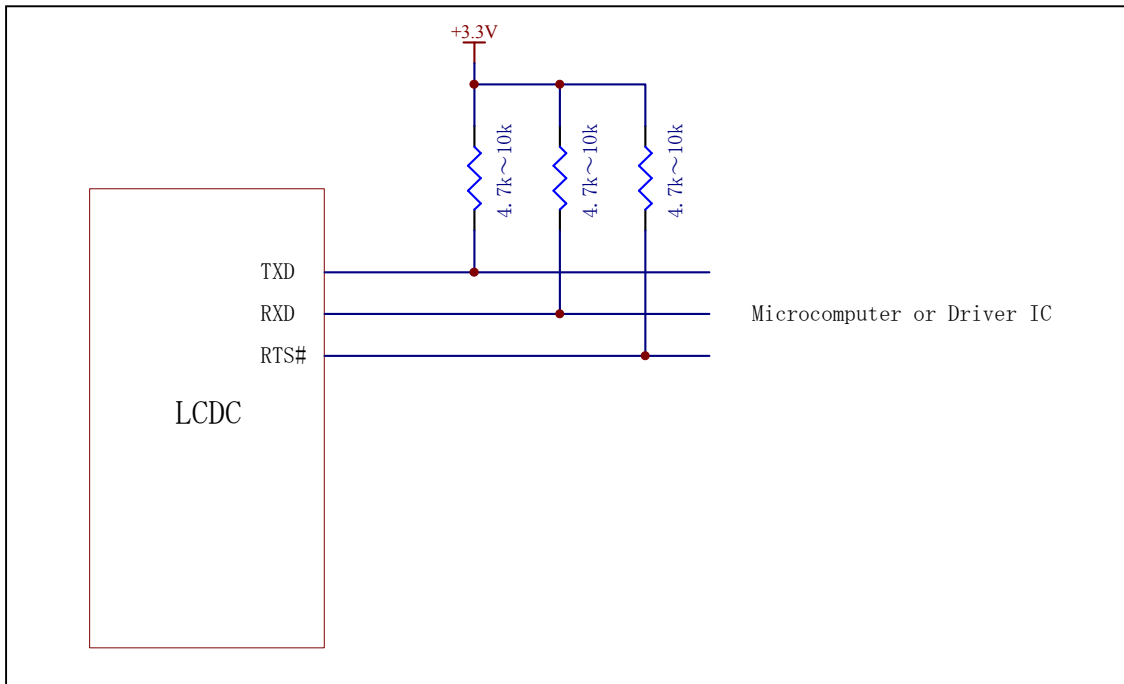 +3.3V
4.7k～10k
4.7k～10k
4.7k～10k
TXD
RXD
RTS#
Microcomputer or Driver IC
LCDC